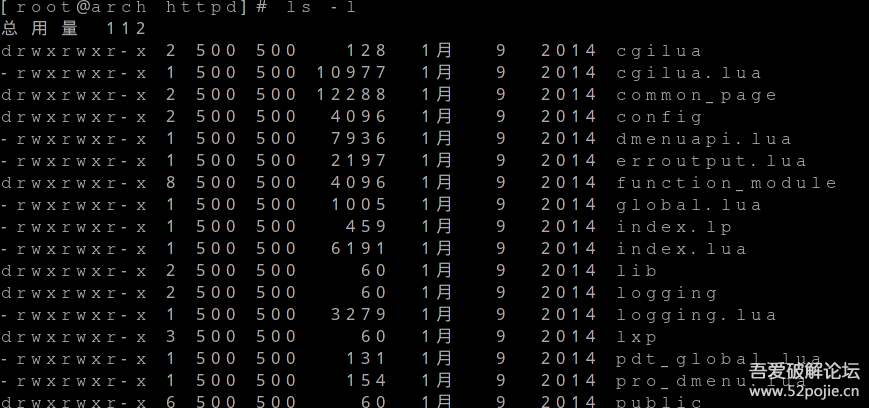 [root@arch httpd]# ls -l
总用量 112
drwxrwxr-x 2 500 500 128 1月 9 2014 cgilua
-rwxrwxr-x 1 500 500 10977 1月 9 2014 cgilua.lua
drwxrwxr-x 2 500 500 12288 1月 9 2014 common_page
drwxrwxr-x 2 500 500 4096 1月 9 2014 config
-rwxrwxr-x 1 500 500 7936 1月 9 2014 dmenuapi.lua
-rwxrwxr-x 1 500 500 2197 1月 9 2014 erroutput.lua
drwxrwxr-x 8 500 500 4096 1月 9 2014 function_module
-rwxrwxr-x 1 500 500 1005 1月 9 2014 global.lua
-rwxrwxr-x 1 500 500 459 1月 9 2014 index.lp
-rwxrwxr-x 1 500 500 6191 1月 9 2014 index.lua
drwxrwxr-x 2 500 500 60 1月 9 2014 lib
drwxrwxr-x 2 500 500 60 1月 9 2014 logging
-rwxrwxr-x 1 500 500 3279 1月 9 2014 logging.lua
drwxrwxr-x 3 500 500 60 1月 9 2014 lxp
-rwxrwxr-x 1 500 500 131 1月 9 2014 pdt_global.lua
-rwxrwxr-x 1 500 500 154 1月 9 2014 pro_dmenu.lua
drwxrwxr-x 6 500 500 60 1月 9 2014 public
吾爱破解论坛
www.52pojie.cn